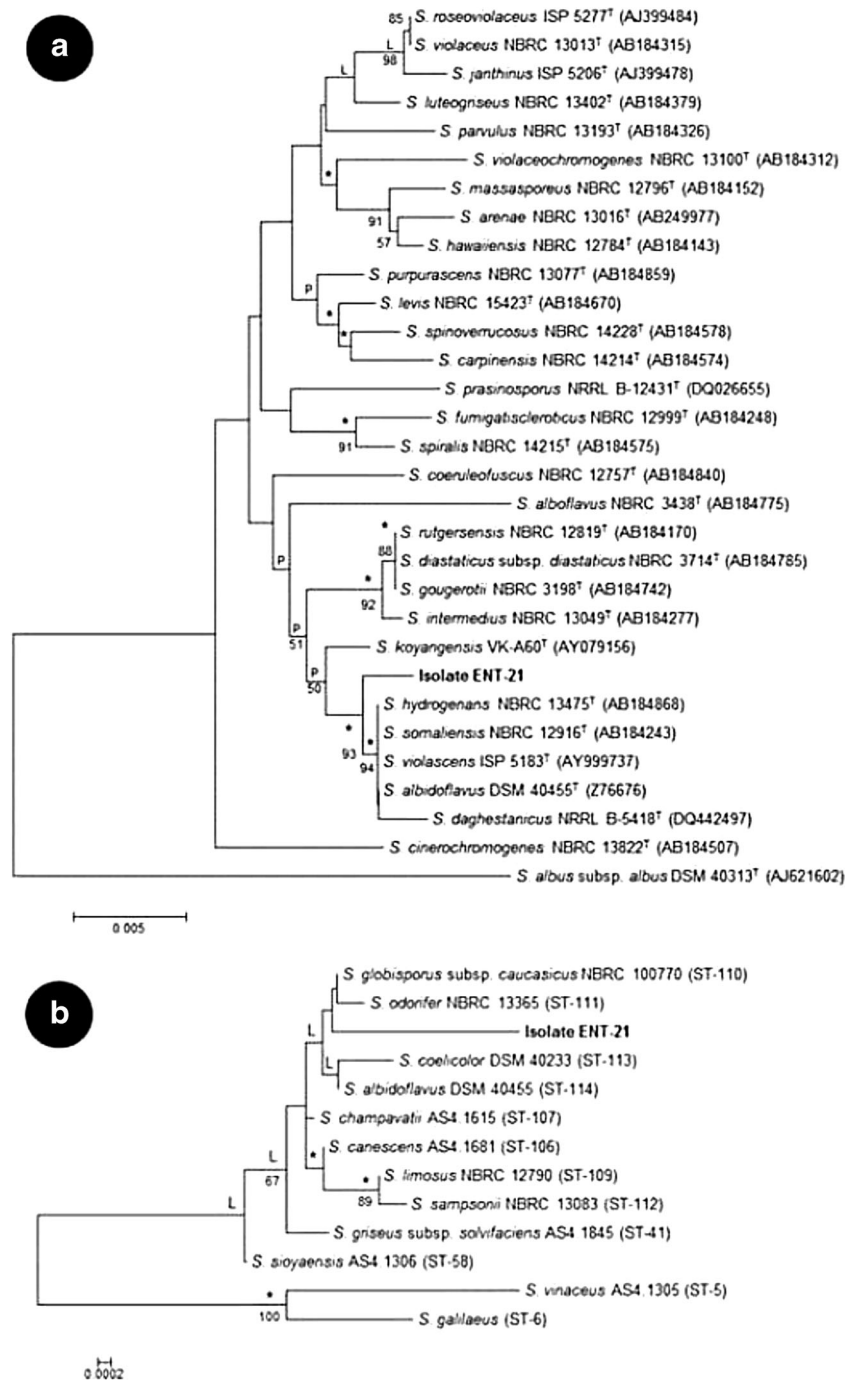 a
85 S. roseoviolaceus ISP 5277ᵀ (AJ399484)
L S. violaceus NBRC 13013ᵀ (AB184315)
98
L S. janthinus ISP 5206ᵀ (AJ399478)
S. luteogriseus NBRC 13402ᵀ (AB184379)
S. parvulus NBRC 13193ᵀ (AB184326)
S. violaceochromogenes NBRC 13100ᵀ (AB184312)
*
S. massasporeus NBRC 12796ᵀ (AB184152)
91 S. arenae NBRC 13016ᵀ (AB249977)
57 S. hawaiiensis NBRC 12784ᵀ (AB184143)
S. purpurascens NBRC 13077ᵀ (AB184859)
P
S. levis NBRC 15423ᵀ (AB184670)
*
* S. spinoverrucosus NBRC 14228ᵀ (AB184578)
S. carpinensis NBRC 14214ᵀ (AB184574)
S. prasinosporus NRRL B-12431ᵀ (DQ026655)
* S. fumigatiscleroticus NBRC 12999ᵀ (AB184248)
91 S. spiralis NBRC 14215ᵀ (AB184575)
S. coeruleofuscus NBRC 12757ᵀ (AB184840)
S. alboflavus NBRC 3438ᵀ (AB184775)
* S. rutgersensis NBRC 12819ᵀ (AB184170)
88
P S. diastaticus subsp. diastaticus NBRC 3714ᵀ (AB184785)
* S. gougerotii NBRC 3198ᵀ (AB184742)
92 S. intermedius NBRC 13049ᵀ (AB184277)
P
51 S. koyangensis VK-A60ᵀ (AY079156)
P Isolate ENT-21
50
S. hydrogenans NBRC 13475ᵀ (AB184868)
* S. somaliensis NBRC 12916ᵀ (AB184243)
*
93 S. violascens ISP 5183ᵀ (AY999737)
94
S. albidoflavus DSM 40455ᵀ (Z76676)
S. daghestanicus NRRL B-5418ᵀ (DQ442497)
S. cinerochromogenes NBRC 13822ᵀ (AB184507)
S. albus subsp. albus DSM 40313ᵀ (AJ621602)
0.005
b
S. globisporus subsp. caucasicus NBRC 100770 (ST-110)
S. odorifer NBRC 13365 (ST-111)
L Isolate ENT-21
L S. coelicolor DSM 40233 (ST-113)
S. albidoflavus DSM 40455 (ST-114)
S. champavatii AS4.1615 (ST-107)
L * S. canescens AS4.1681 (ST-106)
67 * S. limosus NBRC 12790 (ST-109)
89 S. sampsonii NBRC 13083 (ST-112)
L S. griseus subsp. solvifaciens AS4.1845 (ST-41)
S. sioyaensis AS4.1306 (ST-58)
* S. vinaceus AS4.1305 (ST-5)
100 S. galilaeus (ST-6)
0.0002